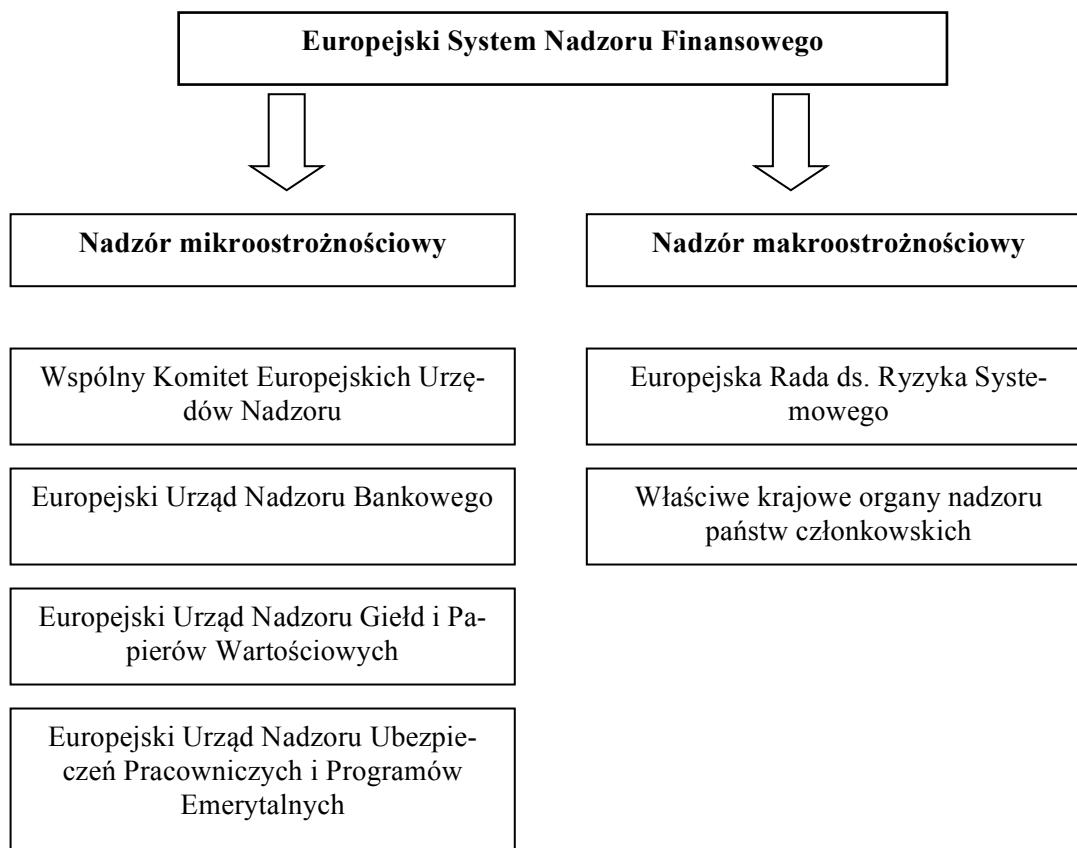 Europejski System Nadzoru Finansowego
Nadzór mikroostrożnościowy
Nadzór makroostrożnościowy
Wspólny Komitet Europejskich Urzę-
dów Nadzoru
Europejska Rada ds. Ryzyka Syste-
mowego
Europejski Urząd Nadzoru Bankowego
Właściwe krajowe organy nadzoru
państw członkowskich
Europejski Urząd Nadzoru Giełd i Pa-
pierów Wartościowych
Europejski Urząd Nadzoru Ubezpie-
czeń Pracowniczych i Programów
Emerytalnych